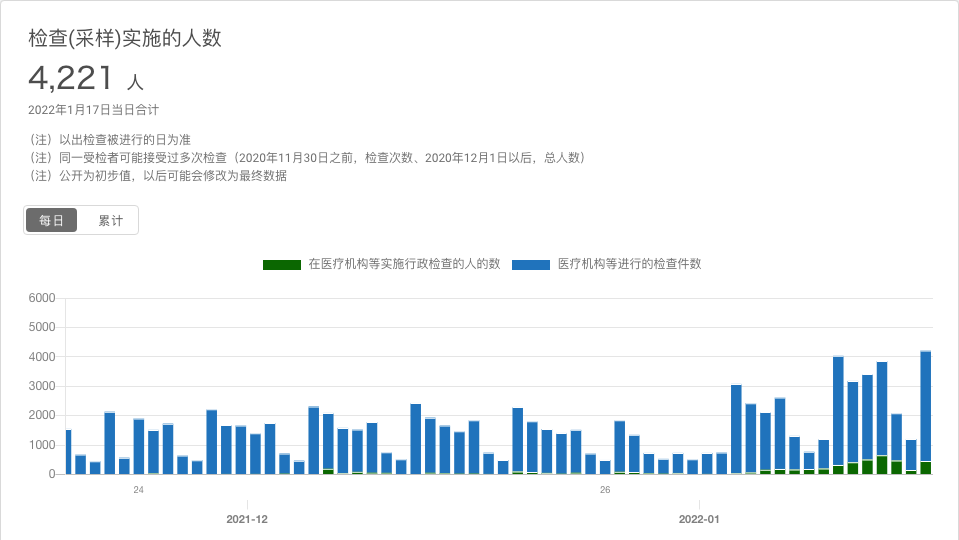 检查(采样)实施的人数
4,221 人
2022年1月17日当日合计
（注）以出检查被进行的日为准
（注）同一受检者可能接受过多次检查（2020年11月30日之前，检查次数、2020年12月1日以后，总人数）
（注）公开为初步值，以后可能会修改为最终数据
每日 累计
在医疗机构等实施行政检查的人的数 医疗机构等进行的检查件数
6000
5000
4000
3000
2000
1000
0
24 26
2021-12 2022-01